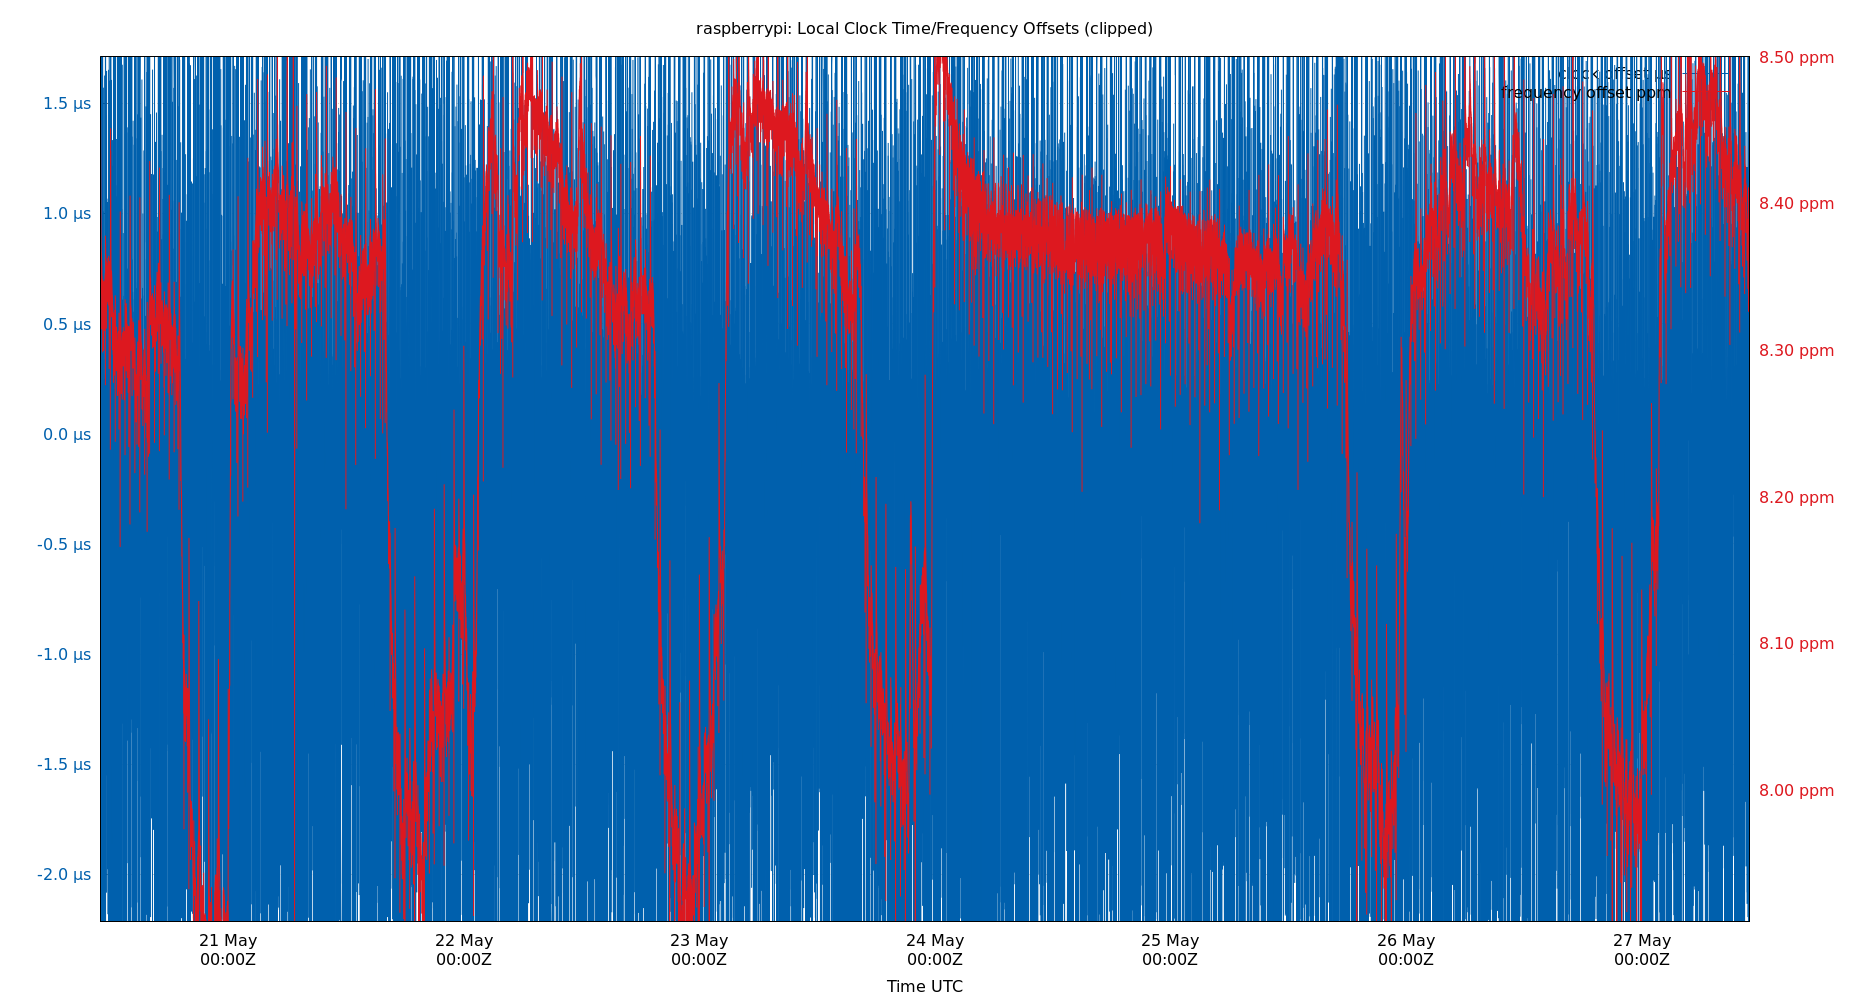 raspberrypi: Local Clock Time/Frequency Offsets (clipped)
8.50 ppm
clock offset µs
frequency offset ppm
1.5 µs
1.0 µs
8.40 ppm
0.5 µs
8.30 ppm
0.0 µs
8.20 ppm
-0.5 µs
-1.0 µs
8.10 ppm
-1.5 µs
8.00 ppm
-2.0 µs
21 May 22 May 23 May 24 May 25 May 26 May 27 May
00:00Z 00:00Z 00:00Z 00:00Z 00:00Z 00:00Z 00:00Z
Time UTC